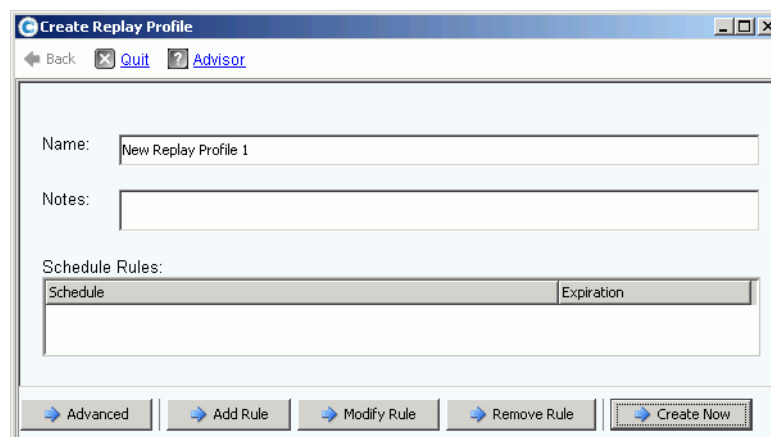 Create Replay Profile
Back Quit Advisor
Name: New Replay Profile 1
Notes:
Schedule Rules:
Schedule Expiration
Advanced Add Rule Modify Rule Remove Rule Create Now